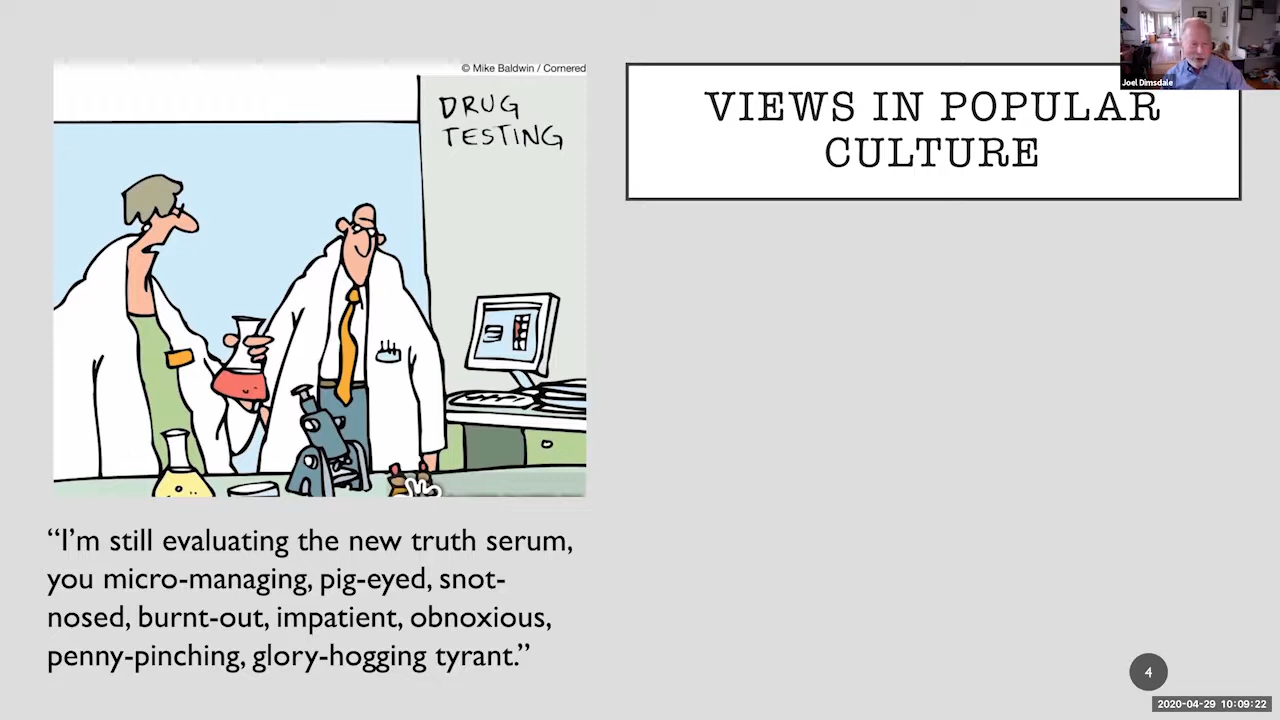 © Mike Baldwin / Cornered
DRUG
TESTING
VIEWS IN POPULAR
CULTURE
Joel Dimsdale
“I’m still evaluating the new truth serum,
you micro-managing, pig-eyed, snot-
nosed, burnt-out, impatient, obnoxious,
penny-pinching, glory-hogging tyrant.”
4
2020-04-29 10:09:22